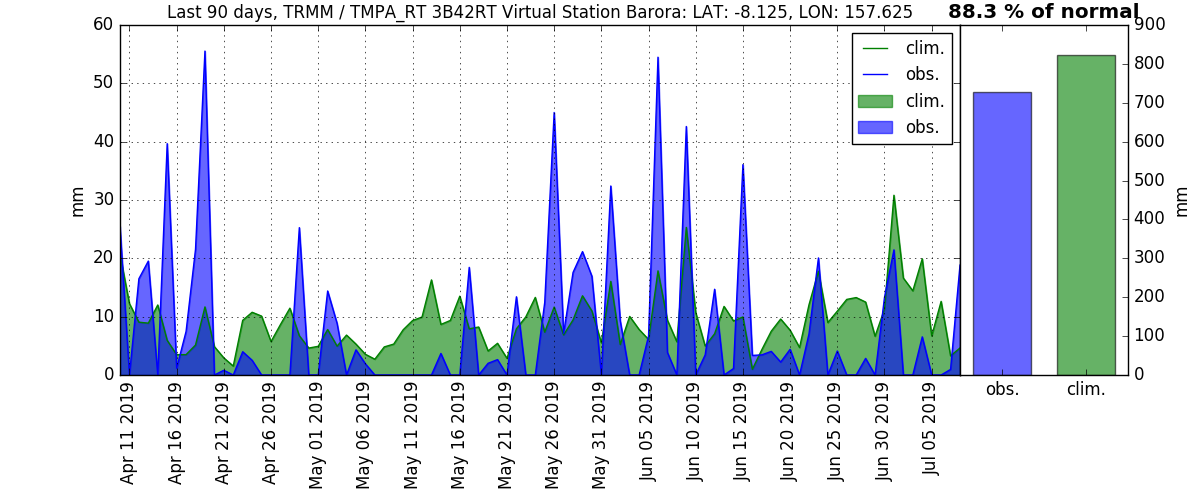 Last 90 days, TRMM / TMPA_RT 3B42RT Virtual Station Barora: LAT: -8.125, LON: 157.625
88.3 % of normal
mm
60
50
40
30
20
10
0
clim.
obs.
clim.
obs.
900
800
700
600
500
400
300
200
100
0
mm
Apr 11 2019
Apr 16 2019
Apr 21 2019
Apr 26 2019
May 01 2019
May 06 2019
May 11 2019
May 16 2019
May 21 2019
May 26 2019
May 31 2019
Jun 05 2019
Jun 10 2019
Jun 15 2019
Jun 20 2019
Jun 25 2019
Jun 30 2019
Jul 05 2019
obs.
clim.